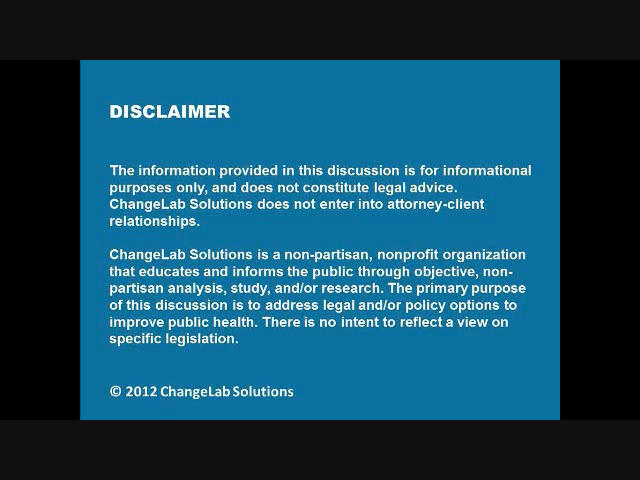 DISCLAIMER
The information provided in this discussion is for informational
purposes only, and does not constitute legal advice.
ChangeLab Solutions does not enter into attorney-client
relationships.
ChangeLab Solutions is a non-partisan, nonprofit organization
that educates and informs the public through objective, non-
partisan analysis, study, and/or research. The primary purpose
of this discussion is to address legal and/or policy options to
improve public health. There is no intent to reflect a view on
specific legislation.
© 2012 ChangeLab Solutions